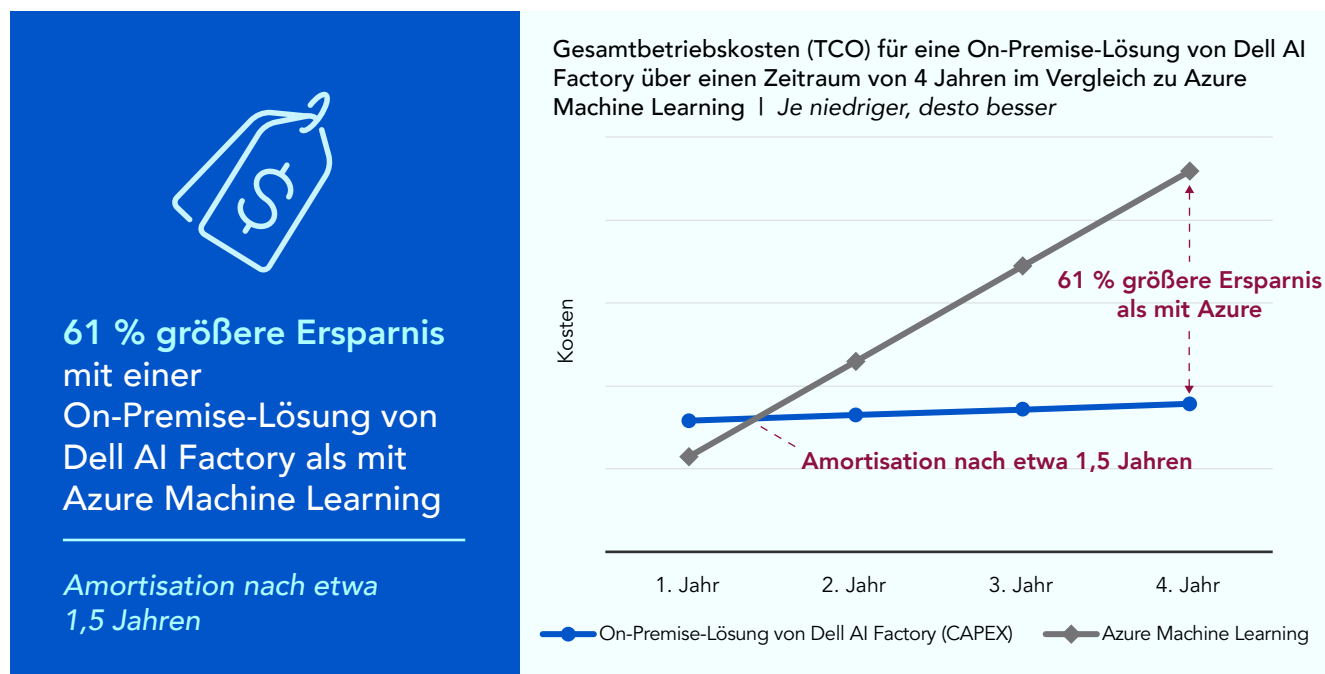 $
61 % größere Ersparnis
mit einer
On-Premise-Lösung von
Dell AI Factory als mit
Azure Machine Learning
Amortisation nach etwa
1,5 Jahren
Gesamtbetriebskosten (TCO) für eine On-Premise-Lösung von Dell AI
Factory über einen Zeitraum von 4 Jahren im Vergleich zu Azure
Machine Learning | Je niedriger, desto besser
Kosten
61 % größere Ersparnis
als mit Azure
Amortisation nach etwa 1,5 Jahren
1. Jahr 2. Jahr 3. Jahr 4. Jahr
On-Premise-Lösung von Dell AI Factory (CAPEX) Azure Machine Learning